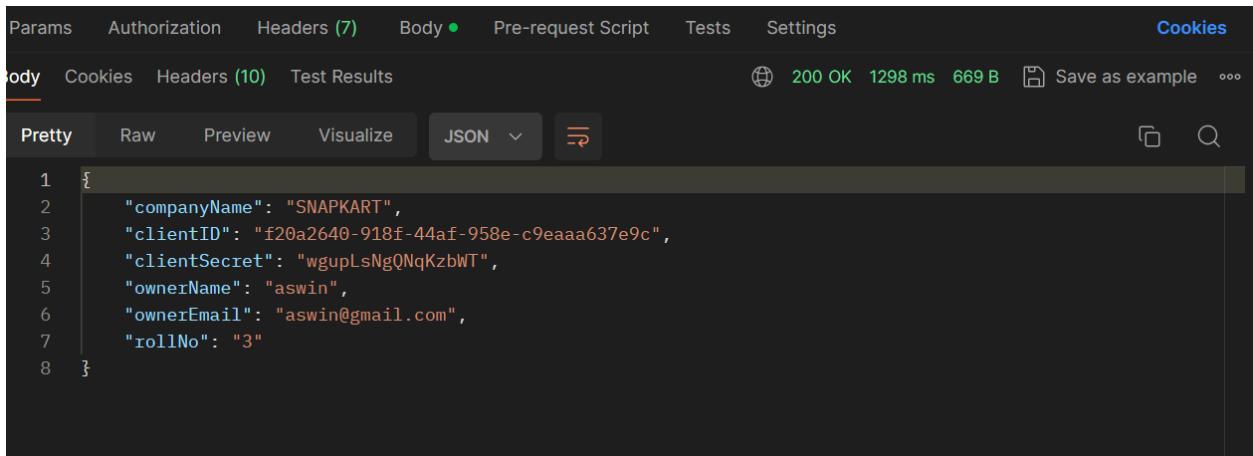 Params Authorization Headers (7) Body Pre-request Script Tests Settings Cookies
Body Cookies Headers (10) Test Results 200 OK 1298 ms 669 B Save as example
Pretty Raw Preview Visualize JSON
1 {
2 "companyName": "SNAPKART",
3 "clientID": "f20a2640-918f-44af-958e-c9eaaa637e9c",
4 "clientSecret": "wgupLsNgQNqKzbWT",
5 "ownerName": "aswin",
6 "ownerEmail": "aswin@gmail.com",
7 "rollNo": "3"
8 }